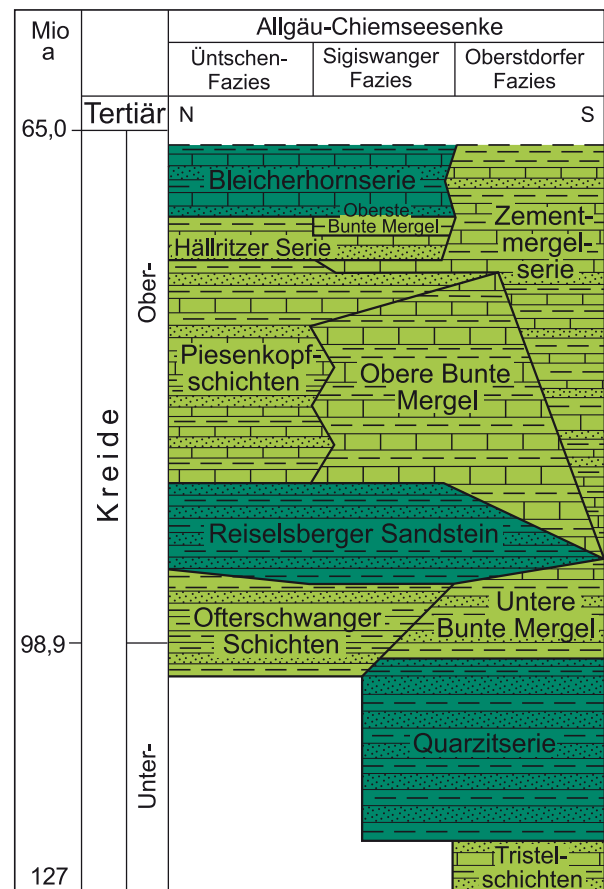 Mio
a
Allgäu-Chiemseesenke
Üntschen-
Fazies
Sigiswanger
Fazies
Oberstdorfer
Fazies
Tertiär
N
S
65,0
Bleicherhornserie
Oberste
Bunte Mergel
Hällritzer Serie
Zement-
mergel-
serie
Ober-
Piesenkopf-
schichten
Obere Bunte
Mergel
Kreide
Reiselsberger Sandstein
Ofterschwanger
Schichten
Untere
Bunte Mergel
98,9
Quarzitserie
Unter-
Tristel-
schichten
127